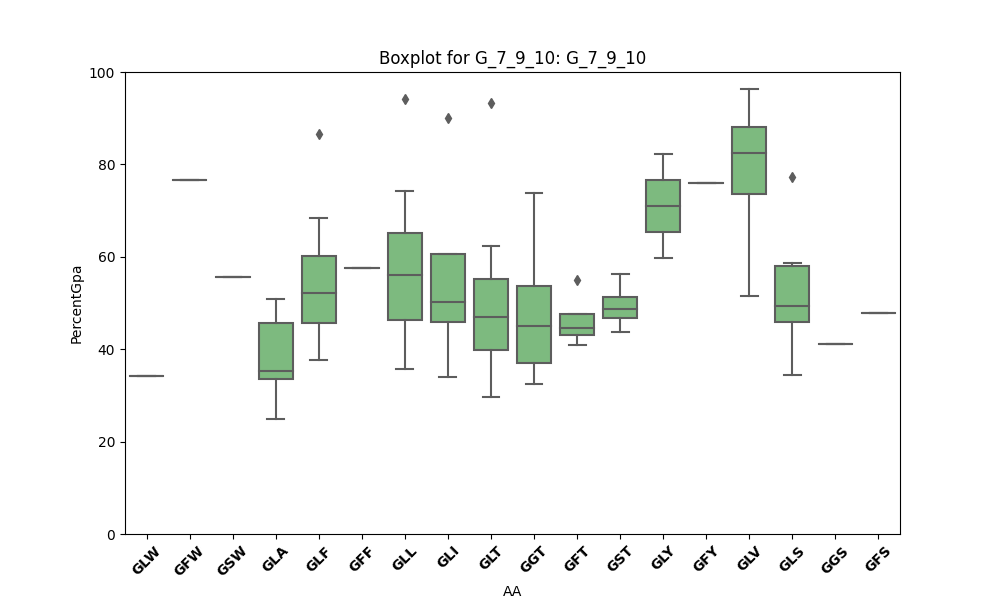 Boxplot for G_7_9_10: G_7_9_10
100
80
60
40
20
0
PercentGpa
GLW GFW GSW GLA GLF GFF GLL GLI GLT GGT GFT GST GLY GFY GLV GLS GGS GFS
AA